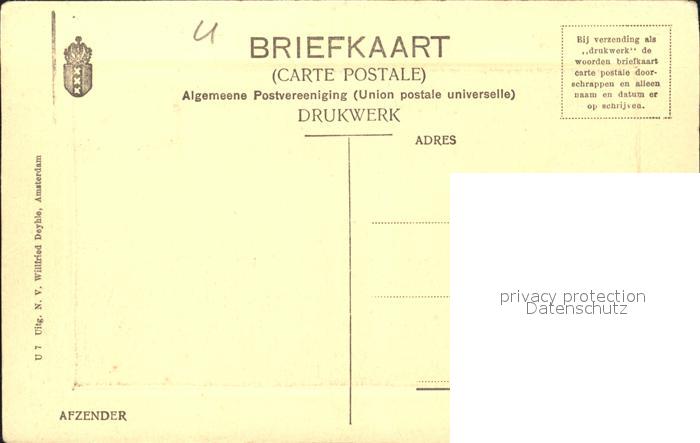 U
BRIEFKAART
(CARTE POSTALE)
Algemeene Postvereeniging (Union postale universelle)
DRUKWERK
Bij verzending als
,,drukwerk" de
woorden briefkaart
carte postale door-
schrappen en alleen
naam en datum er
op schrijven.
ADRES
U 7 Uitg. N. V. Willfried Deyhle, Amsterdam
privacy protection
Datenschutz
AFZENDER